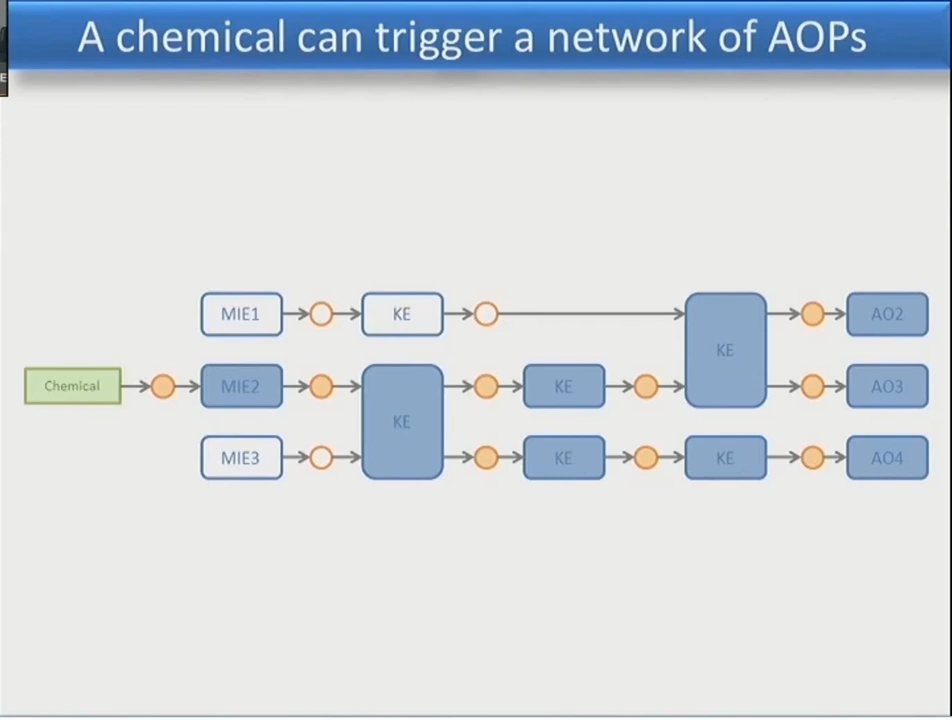 A chemical can trigger a network of AOPs
E
MIE1 KE KE AO2
Chemical MIE2 KE KE AO3
MIE3 KE KE AO4